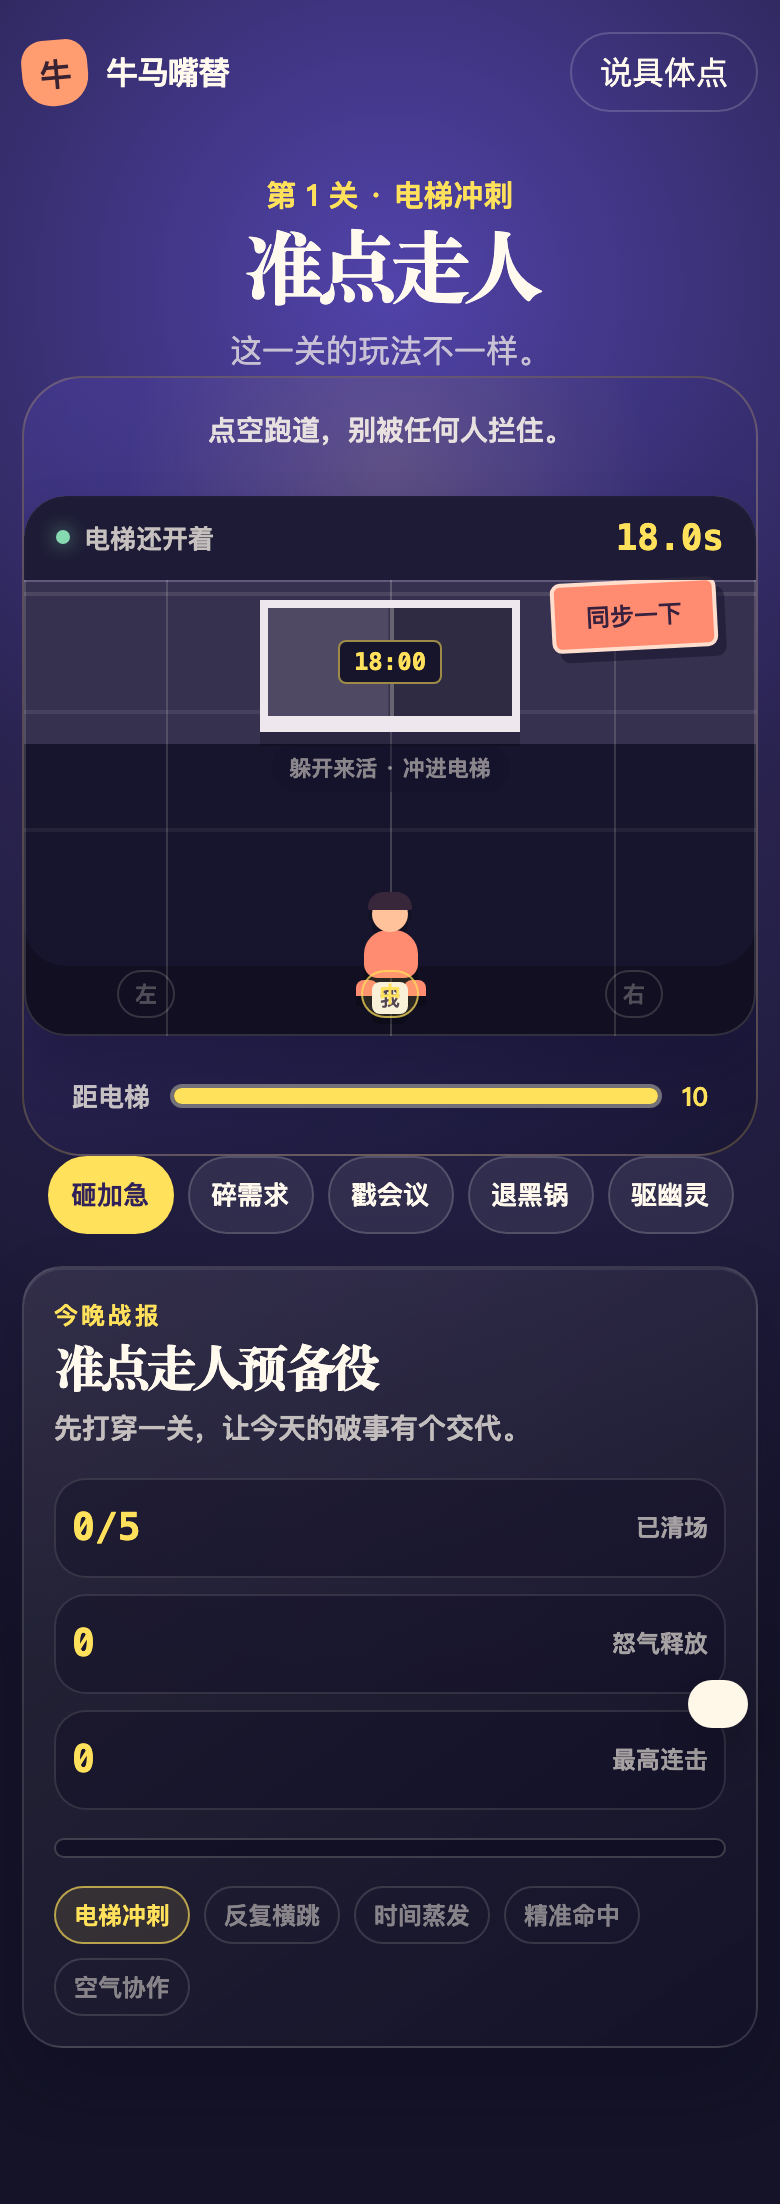 牛 牛马嘴替 说具体点
第 1 关 · 电梯冲刺
准点走人
这一关的玩法不一样。
点空跑道，别被任何人拦住。
电梯还开着 18.0s
同步一下
18:00
躲开来活 · 冲进电梯
左 我 右
距电梯 10
砸加急 碎需求 戳会议 退黑锅 驱幽灵
今晚战报
准点走人预备役
先打穿一关，让今天的破事有个交代。
0/5 已清场
0 怒气释放
0 最高连击
电梯冲刺 反复横跳 时间蒸发 精准命中
空气协作